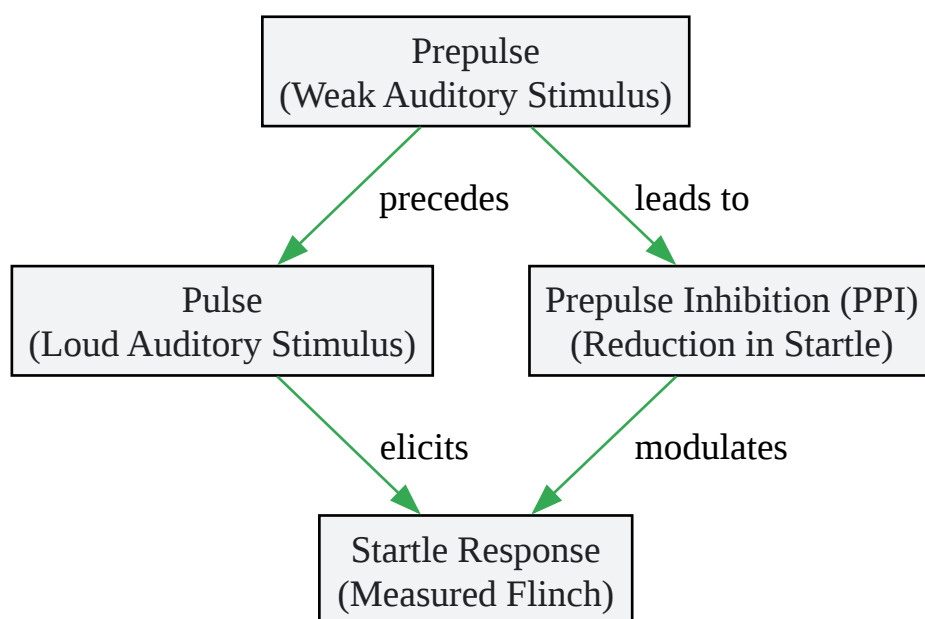 Prepulse
(Weak Auditory Stimulus)
precedes
leads to
Pulse
(Loud Auditory Stimulus)
Prepulse Inhibition (PPI)
(Reduction in Startle)
elicits
modulates
Startle Response
(Measured Flinch)